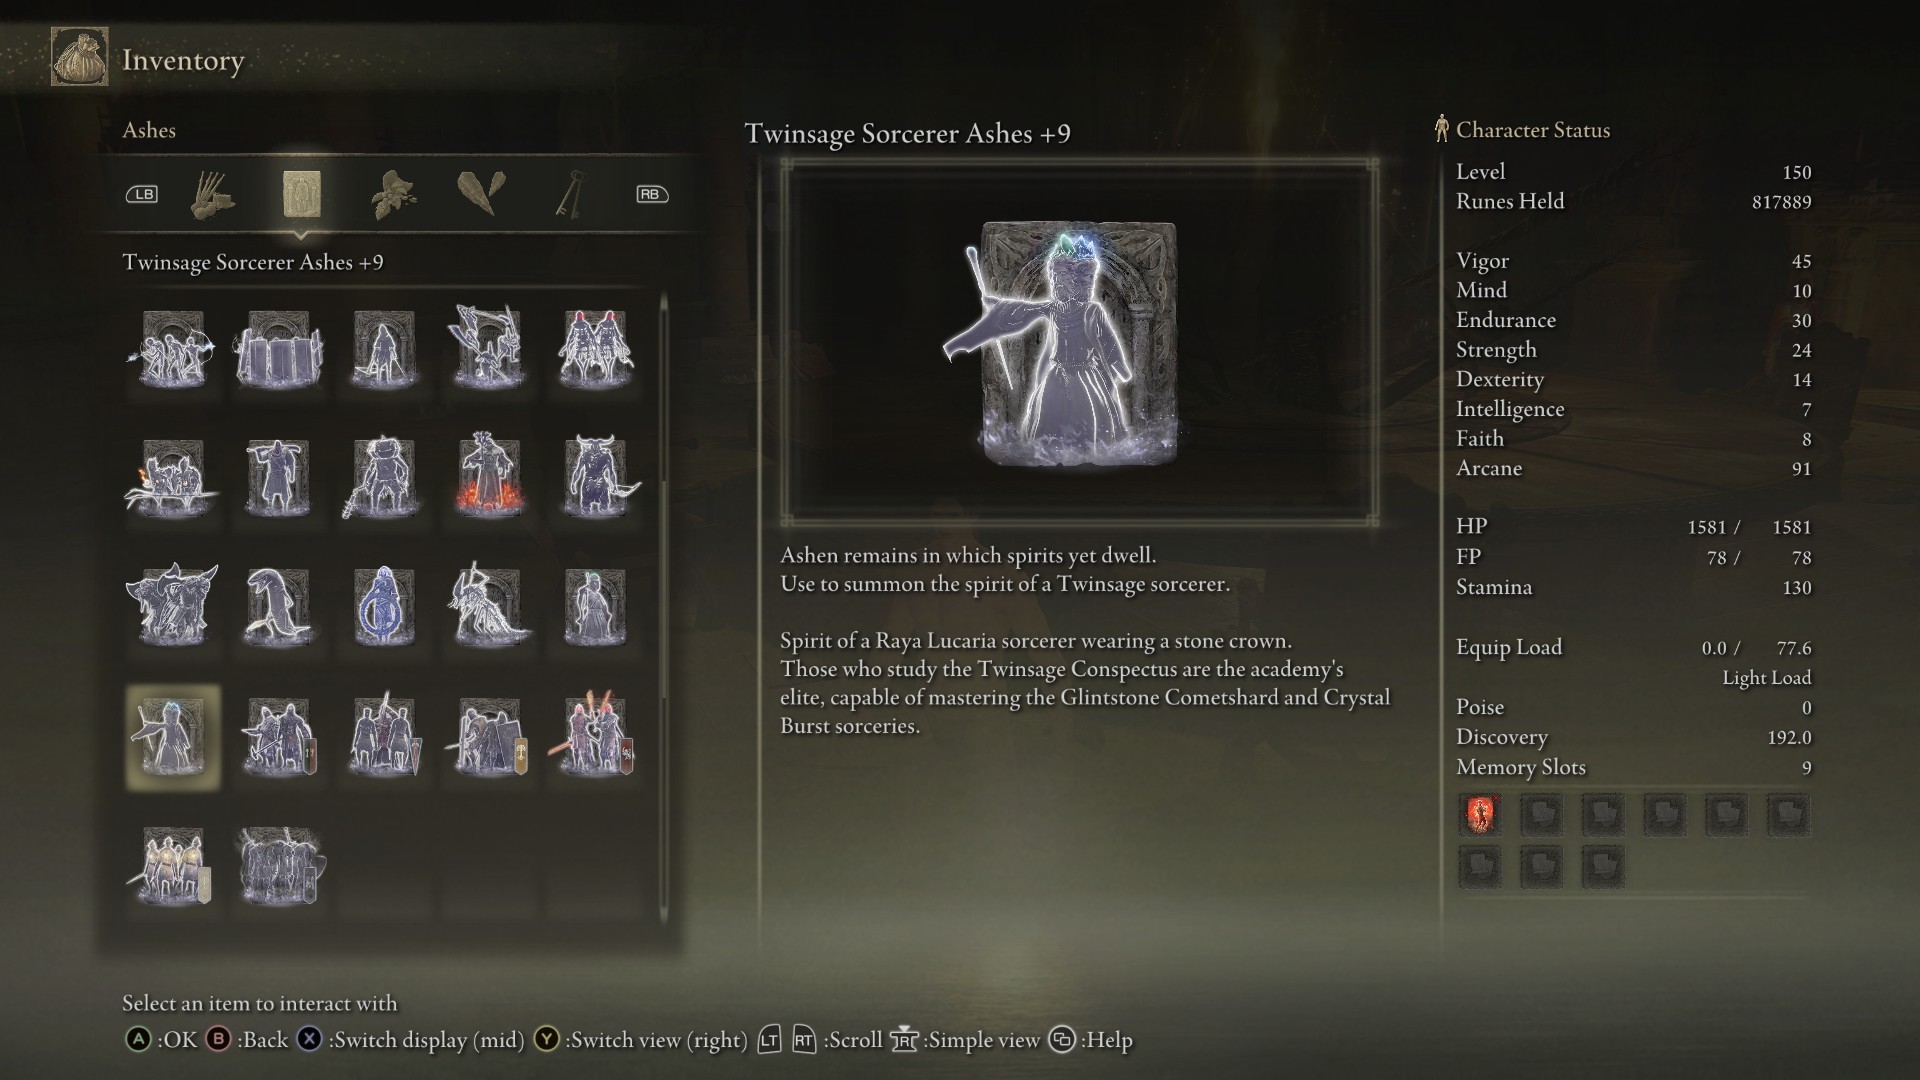 Inventory
Ashes
LB
RB
Twinsage Sorcerer Ashes +9
Twinsage Sorcerer Ashes +9
Ashen remains in which spirits yet dwell.
Use to summon the spirit of a Twinsage sorcerer.
Spirit of a Raya Lucaria sorcerer wearing a stone crown.
Those who study the Twinsage Conspectus are the academy's
elite, capable of mastering the Glintstone Cometshard and Crystal
Burst sorceries.
Character Status
Level 150
Runes Held 817889
Vigor 45
Mind 10
Endurance 30
Strength 24
Dexterity 14
Intelligence 7
Faith 8
Arcane 91
HP 1581 / 1581
FP 78 / 78
Stamina 130
Equip Load 0.0 / 77.6
Light Load
Poise 0
Discovery 192.0
Memory Slots 9
Select an item to interact with
A :OK B :Back X :Switch display (mid) Y :Switch view (right) LT RT :Scroll R :Simple view :Help